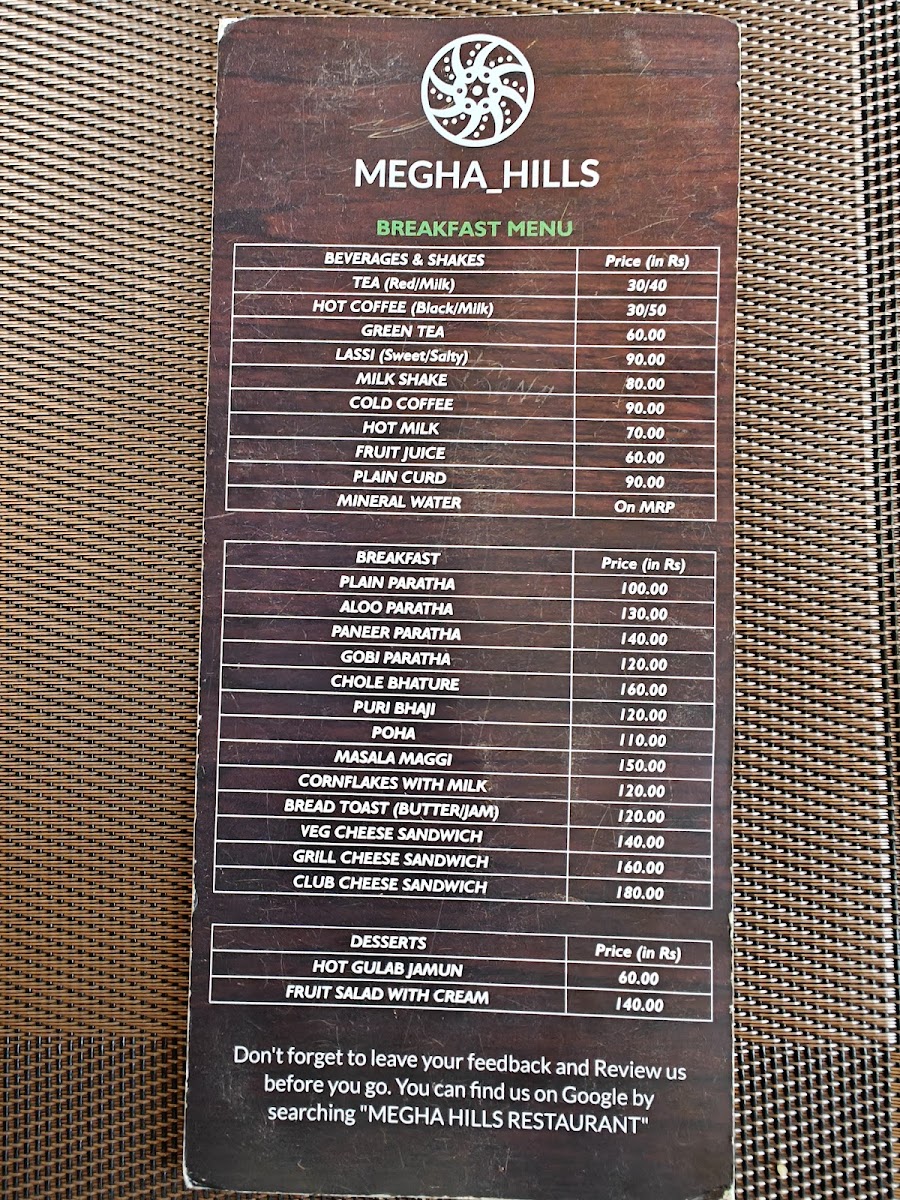 MEGHA_HILLS
BREAKFAST MENU
BEVERAGES & SHAKES Price (in Rs)
TEA (Red/Milk) 30/40
HOT COFFEE (Black/Milk) 30/50
GREEN TEA 60.00
LASSI (Sweet/Salty) 90.00
MILK SHAKE 80.00
COLD COFFEE 90.00
HOT MILK 70.00
FRUIT JUICE 60.00
PLAIN CURD 90.00
MINERAL WATER On MRP
BREAKFAST Price (in Rs)
PLAIN PARATHA 100.00
ALOO PARATHA 130.00
PANEER PARATHA 140.00
GOBI PARATHA 120.00
CHOLE BHATURE 160.00
PURI BHAJI 120.00
POHA 110.00
MASALA MAGGI 150.00
CORNFLAKES WITH MILK 120.00
BREAD TOAST (BUTTER/JAM) 120.00
VEG CHEESE SANDWICH 140.00
GRILL CHEESE SANDWICH 160.00
CLUB CHEESE SANDWICH 180.00
DESSERTS Price (in Rs)
HOT GULAB JAMUN 60.00
FRUIT SALAD WITH CREAM 140.00
Don't forget to leave your feedback and Review us
before you go. You can find us on Google by
searching "MEGHA HILLS RESTAURANT"